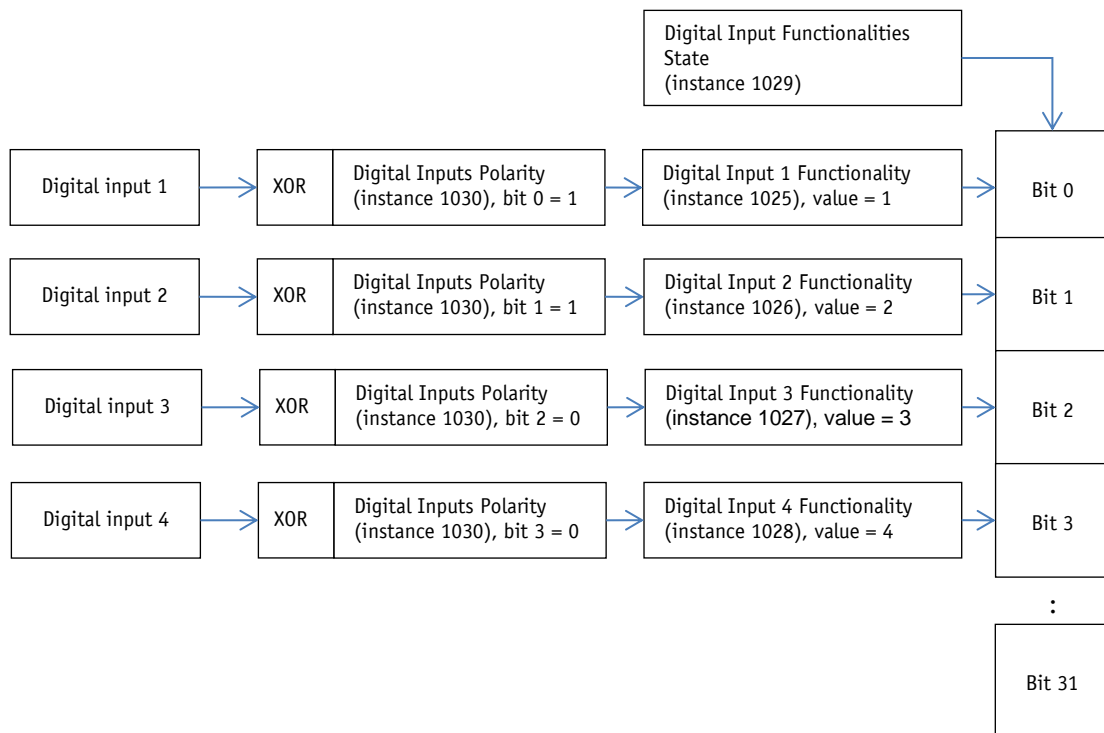 Digital Input Functionalities
State
(instance 1029)
Digital input 1
XOR
Digital Inputs Polarity
(instance 1030), bit 0 = 1
Digital Input 1 Functionality
(instance 1025), value = 1
Bit 0
Digital input 2
XOR
Digital Inputs Polarity
(instance 1030), bit 1 = 1
Digital Input 2 Functionality
(instance 1026), value = 2
Bit 1
Digital input 3
XOR
Digital Inputs Polarity
(instance 1030), bit 2 = 0
Digital Input 3 Functionality
(instance 1027), value = 3
Bit 2
Digital input 4
XOR
Digital Inputs Polarity
(instance 1030), bit 3 = 0
Digital Input 4 Functionality
(instance 1028), value = 4
Bit 3
:
Bit 31